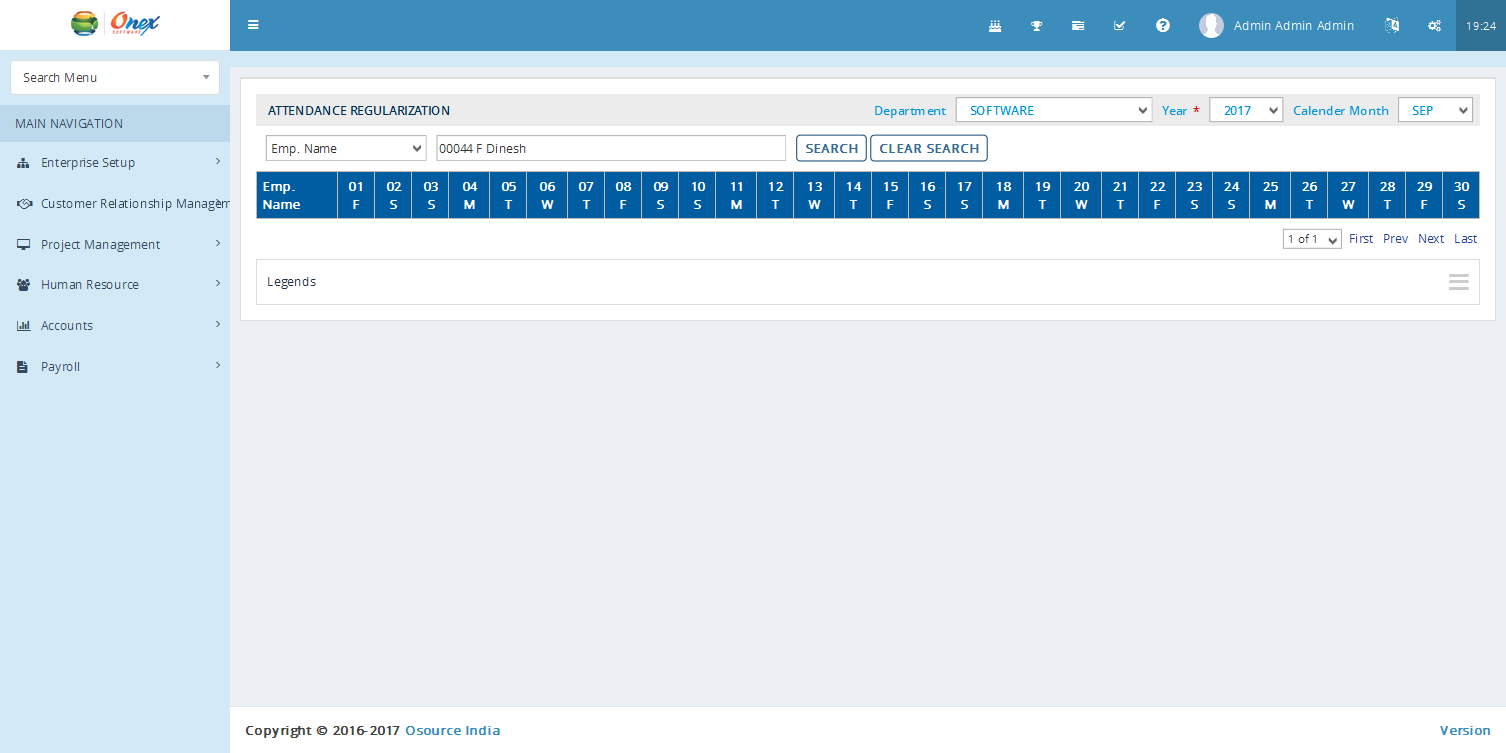 Onex
SOFTWARE
Admin Admin Admin
19:24
Search Menu
MAIN NAVIGATION
Enterprise Setup
Customer Relationship Managem
Project Management
Human Resource
Accounts
Payroll
ATTENDANCE REGULARIZATION Department SOFTWARE Year * 2017 Calender Month SEP
Emp. Name 00044 F Dinesh SEARCH CLEAR SEARCH
Emp. 01 02 03 04 05 06 07 08 09 10 11 12 13 14 15 16 17 18 19 20 21 22 23 24 25 26 27 28 29 30
Name F S S M T W T F S S M T W T F S S M T W T F S S M T W T F S
1 of 1 First Prev Next Last
Legends
Copyright © 2016-2017 Osource India
Version